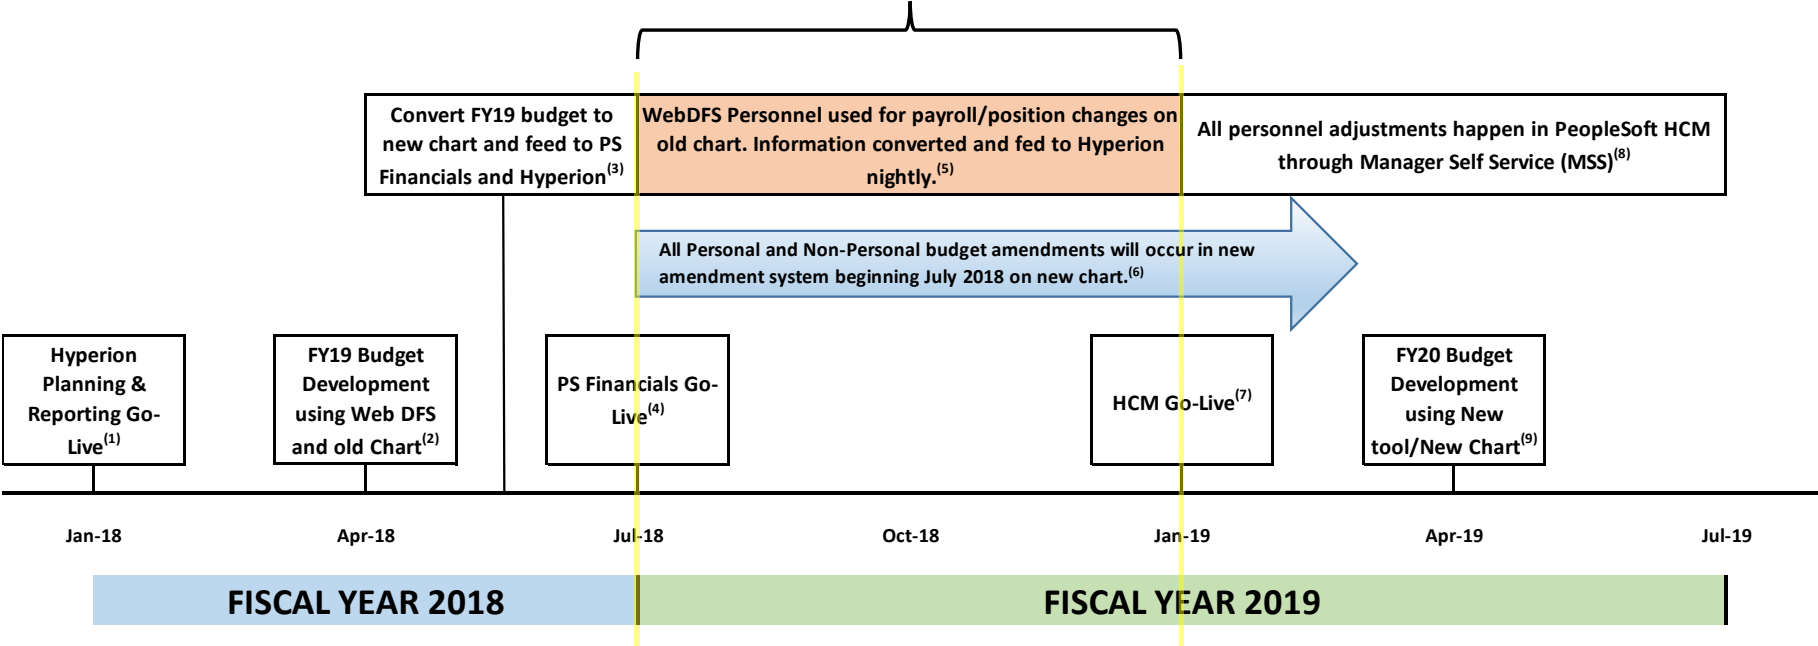 Convert FY19 budget to
new chart and feed to PS
Financials and Hyperion(3)
WebDFS Personnel used for payroll/position changes on
old chart. Information converted and fed to Hyperion
nightly.(5)
All personnel adjustments happen in PeopleSoft HCM
through Manager Self Service (MSS)(8)
All Personal and Non-Personal budget amendments will occur in new
amendment system beginning July 2018 on new chart.(6)
Hyperion
Planning &
Reporting Go-
Live(1)
FY19 Budget
Development
using Web DFS
and old Chart(2)
PS Financials Go-
Live(4)
HCM Go-Live(7)
FY20 Budget
Development
using New
tool/New Chart(9)
Jan-18
Apr-18
Jul-18
Oct-18
Jan-19
Apr-19
Jul-19
FISCAL YEAR 2018
FISCAL YEAR 2019